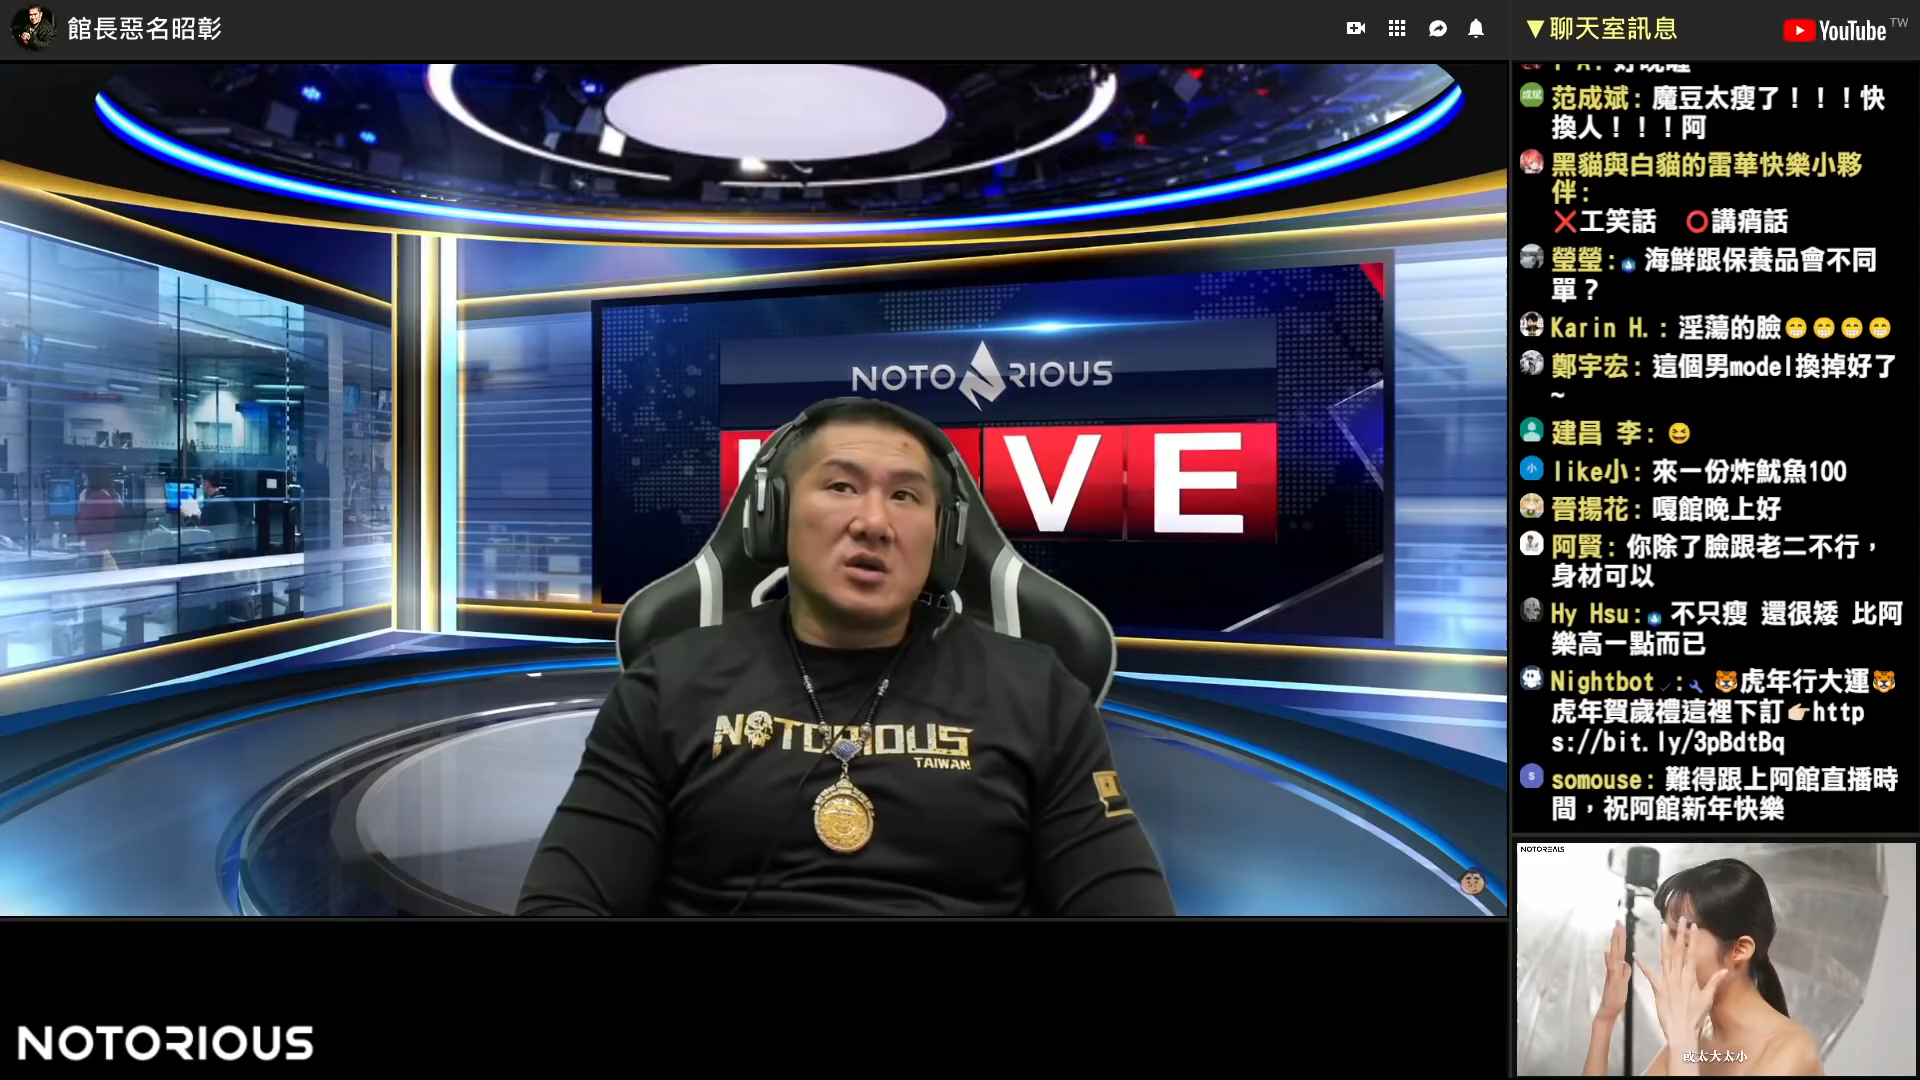 館長惡名昭彰
▼聊天室訊息
YouTube TW
范成斌: 魔豆太瘦了!!!快
換人!!!阿
黑貓與白貓的雷華快樂小夥
伴:
❌工笑話 ⭕講痟話
瑩瑩: 海鮮跟保養品會不同
單?
Karin H.: 淫蕩的臉😁😁😁😁
鄭宇宏: 這個男model換掉好了
~
建昌 李: 😆
like小: 來一份炸魷魚100
晉揚花: 嘎館晚上好
阿賢: 你除了臉跟老二不行,
身材可以
Hy Hsu: 不只瘦 還很矮 比阿
樂高一點而已
Nightbot: 🐯虎年行大運🐯
虎年賀歲禮這裡下訂👉🏻http
s://bit.ly/3pBdtBq
somouse: 難得跟上阿館直播時
間,祝阿館新年快樂
NOTORIOUS
VE
NOTORIOUS
TAIWAN
NOTOREALS
或太大太小
NOTORIOUS